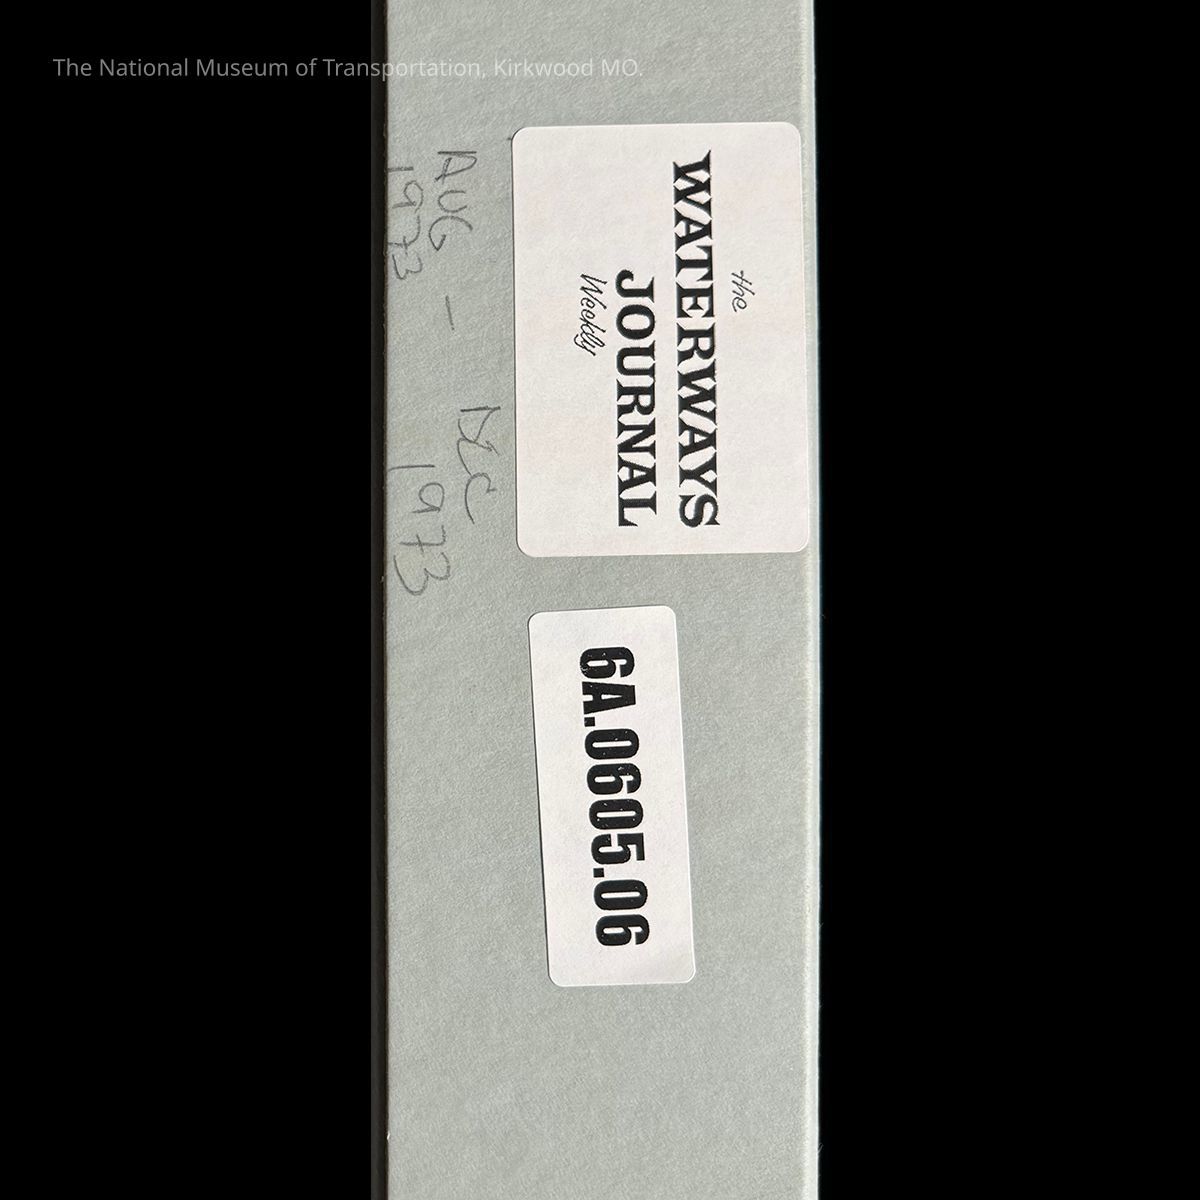 The National Museum of Transportation, Kirkwood MO.
the
WATERWAYS
JOURNAL
Weekly
AUG - DEC
1973 1973
6A.0605.06